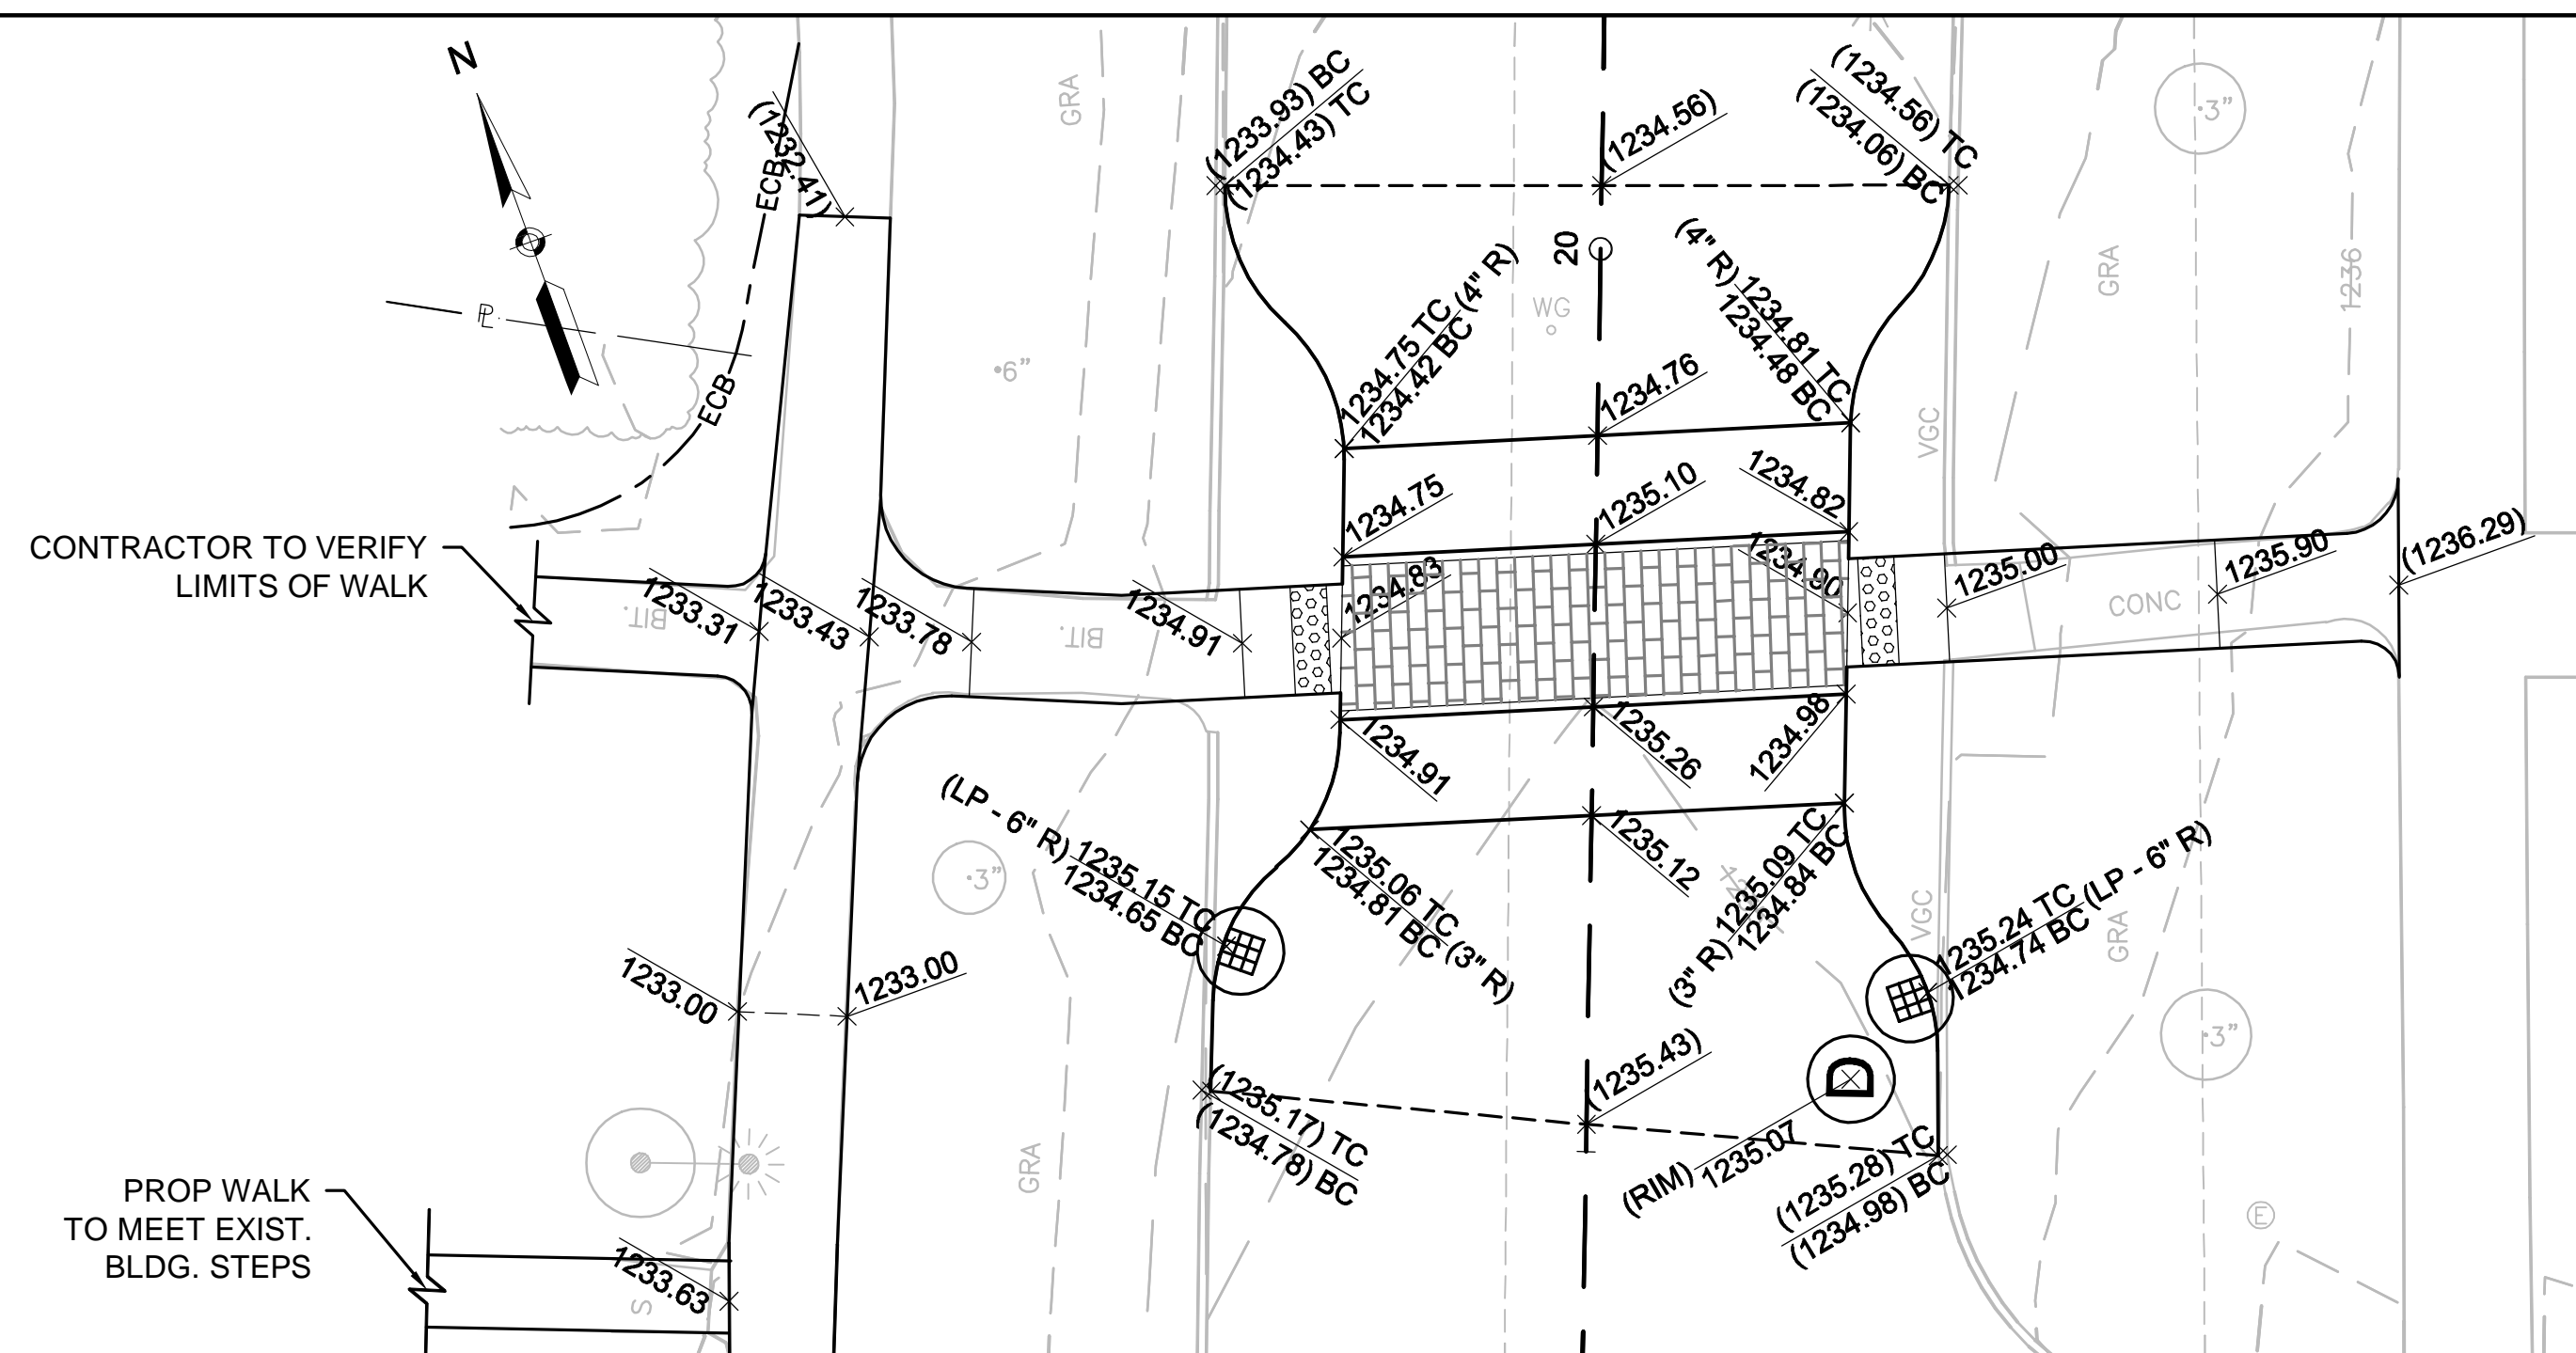 N
(1232.41)
ECB
ECB
PL
GRA
(1233.93) BC
(1234.43) TC
(1234.56)
(1234.56) TC
(1234.06) BC
3"
20
WG
GRA
1236
6"
1234.75 TC (4" R)
1234.42 BC
1234.76
(4" R) 1234.81 TC
1234.48 BC
VGC
1234.75
1235.10
1234.82
CONTRACTOR TO VERIFY
LIMITS OF WALK
BIT.
1233.31
1233.43
1233.78
BIT.
1234.91
1234.83
1234.90
1235.00
CONC
1235.90
(1236.29)
1234.91
1235.26
1234.98
(LP - 6" R) 1235.15 TC
1234.65 BC
3"
1235.06 TC (3" R)
1234.81 BC
1235.12
(3" R) 1235.09 TC
1234.84 BC
VGC
1235.24 TC (LP - 6" R)
1234.74 BC
GRA
3"
1233.00
1233.00
(1235.43)
D
(1235.17) TC
(1234.78) BC
(RIM) 1235.07
(1235.28) TC
(1234.98) BC
GRA
E
PROP WALK
TO MEET EXIST.
BLDG. STEPS
1233.63
S